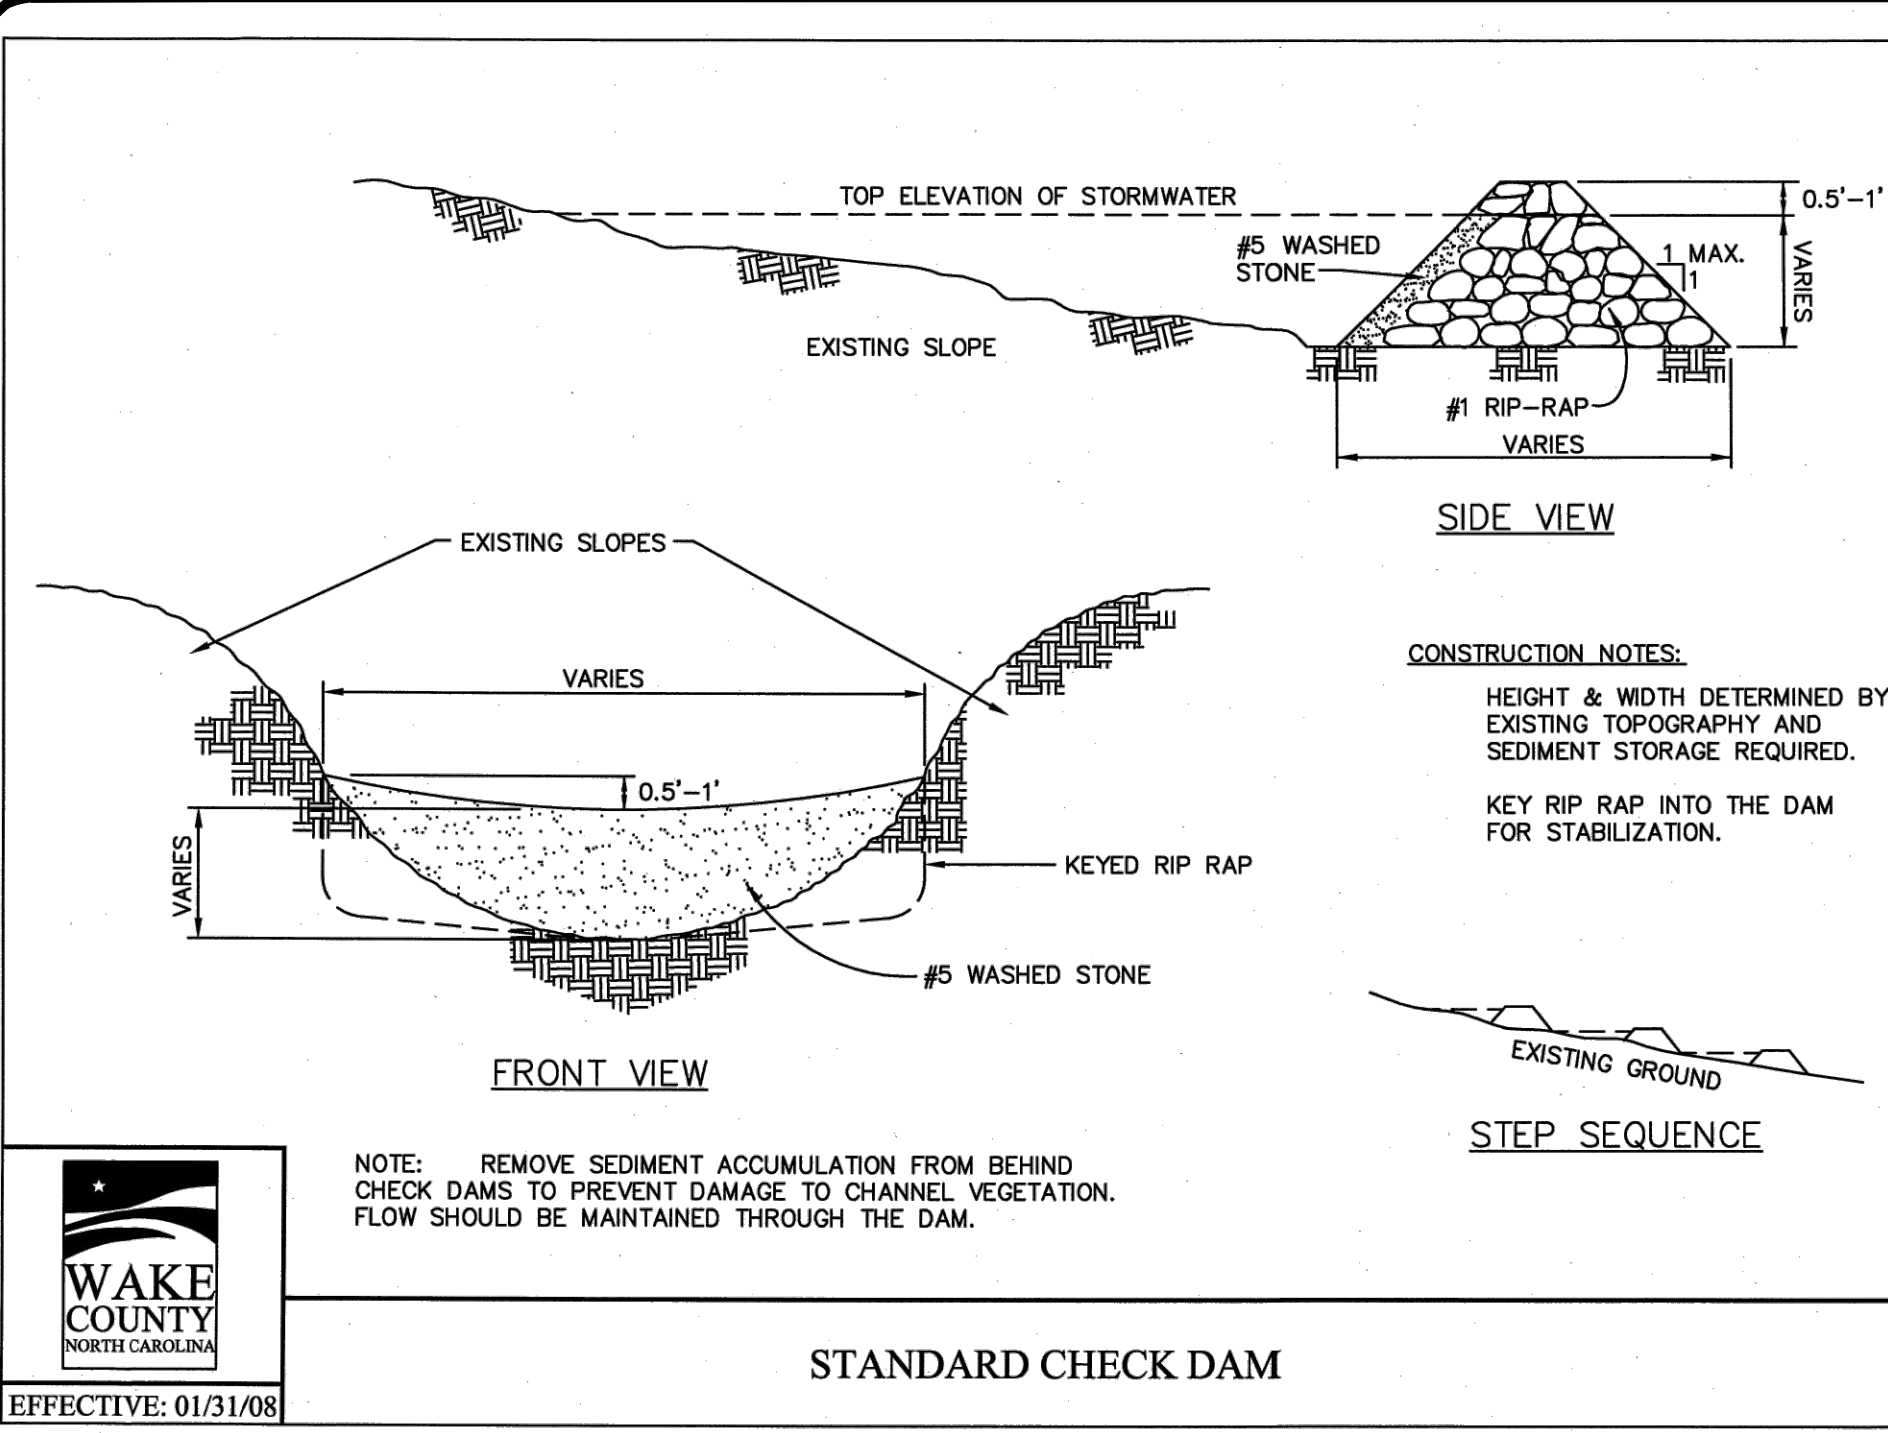 TOP ELEVATION OF STORMWATER
0.5'-1'
#5 WASHED
STONE
1 MAX.
1
VARIES
EXISTING SLOPE
#1 RIP-RAP
VARIES
SIDE VIEW
EXISTING SLOPES
VARIES
0.5'-1'
VARIES
KEYED RIP RAP
#5 WASHED STONE
FRONT VIEW
CONSTRUCTION NOTES:
HEIGHT & WIDTH DETERMINED BY
EXISTING TOPOGRAPHY AND
SEDIMENT STORAGE REQUIRED.
KEY RIP RAP INTO THE DAM
FOR STABILIZATION.
EXISTING GROUND
STEP SEQUENCE
NOTE: REMOVE SEDIMENT ACCUMULATION FROM BEHIND
CHECK DAMS TO PREVENT DAMAGE TO CHANNEL VEGETATION.
FLOW SHOULD BE MAINTAINED THROUGH THE DAM.
WAKE
COUNTY
NORTH CAROLINA
EFFECTIVE: 01/31/08
STANDARD CHECK DAM